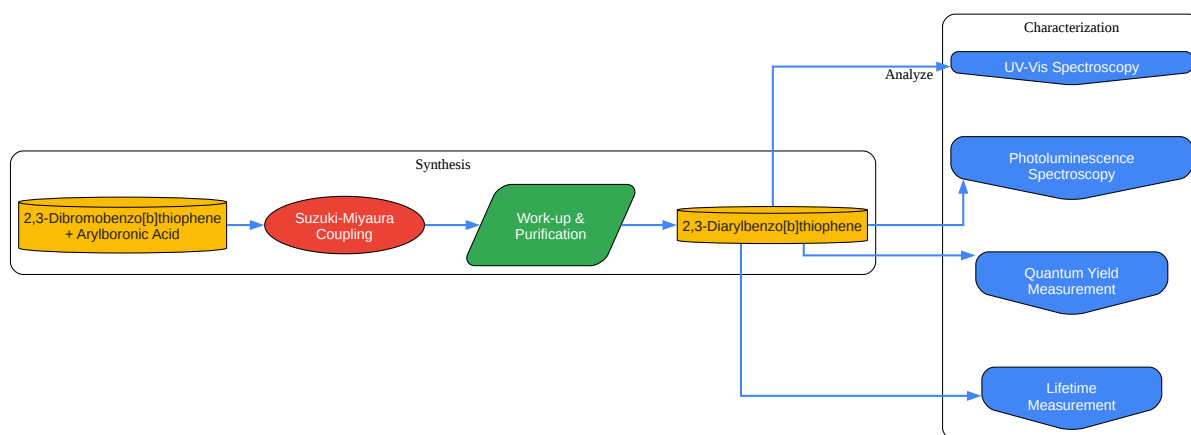 Synthesis
2,3-Dibromobenzo[b]thiophene
+ Arylboronic Acid
Suzuki-Miyaura
Coupling
Work-up &
Purification
2,3-Diarylbenzo[b]thiophene
Analyze
Characterization
UV-Vis Spectroscopy
Photoluminescence
Spectroscopy
Quantum Yield
Measurement
Lifetime
Measurement